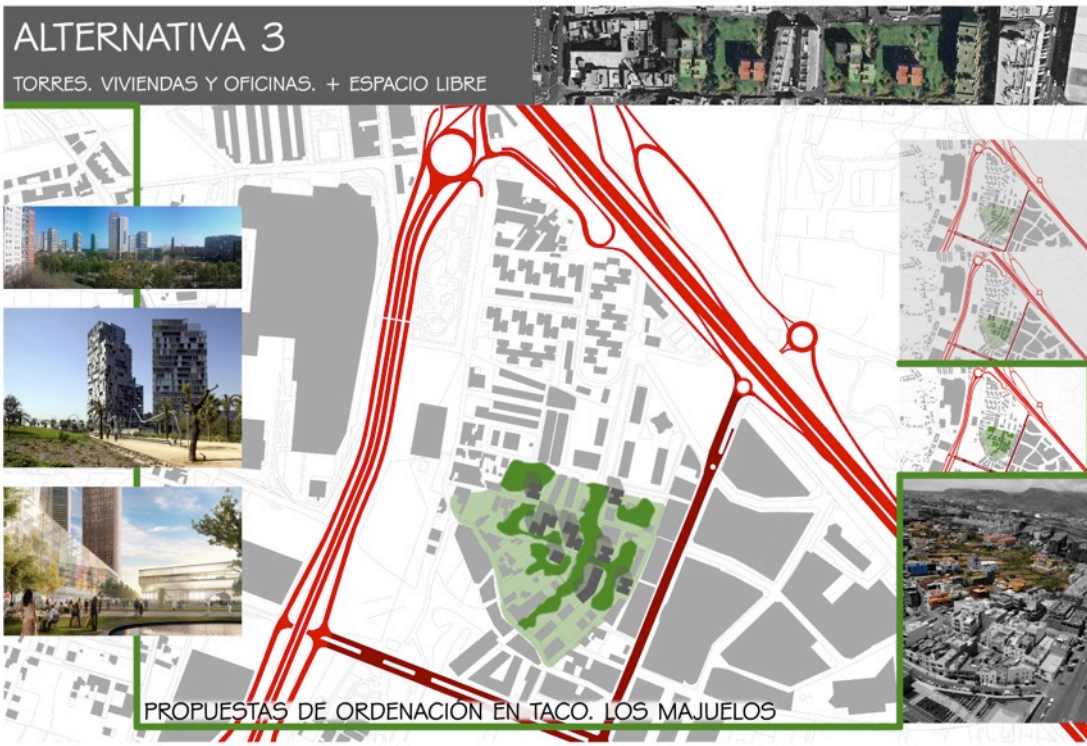 ALTERNATIVA 3
TORRES. VIVIENDAS Y OFICINAS. + ESPACIO LIBRE
PROPUESTAS DE ORDENACIÓN EN TACO. LOS MAJUELOS